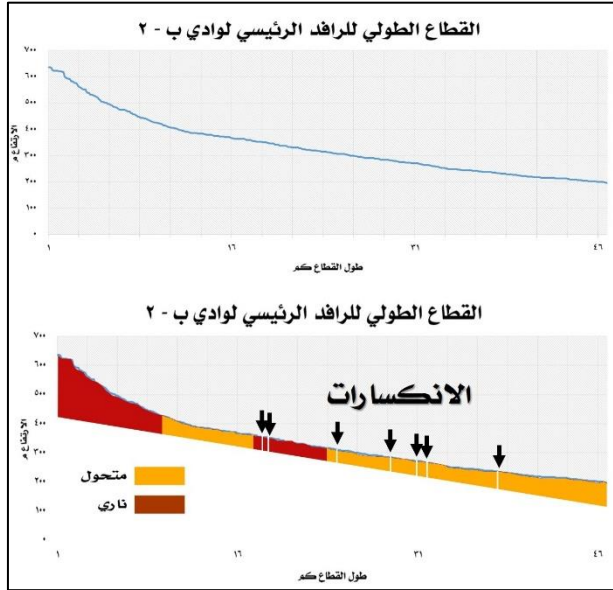 القطاع الطولي للرافد الرئيسي لوادي ب - ٢
٧٠٠
٦٠٠
٥٠٠
٤٠٠
٣٠٠
٢٠٠
١٠٠
٠
الارتفاع م
١ ١٦ ٣١ ٤٦
طول القطاع كم
القطاع الطولي للرافد الرئيسي لوادي ب - ٢
٧٠٠
٦٠٠
٥٠٠
٤٠٠
٣٠٠
٢٠٠
١٠٠
٠
الارتفاع م
الانكسارات
متحول
ناري
١ ١٦ ٣١ ٤٦
طول القطاع كم